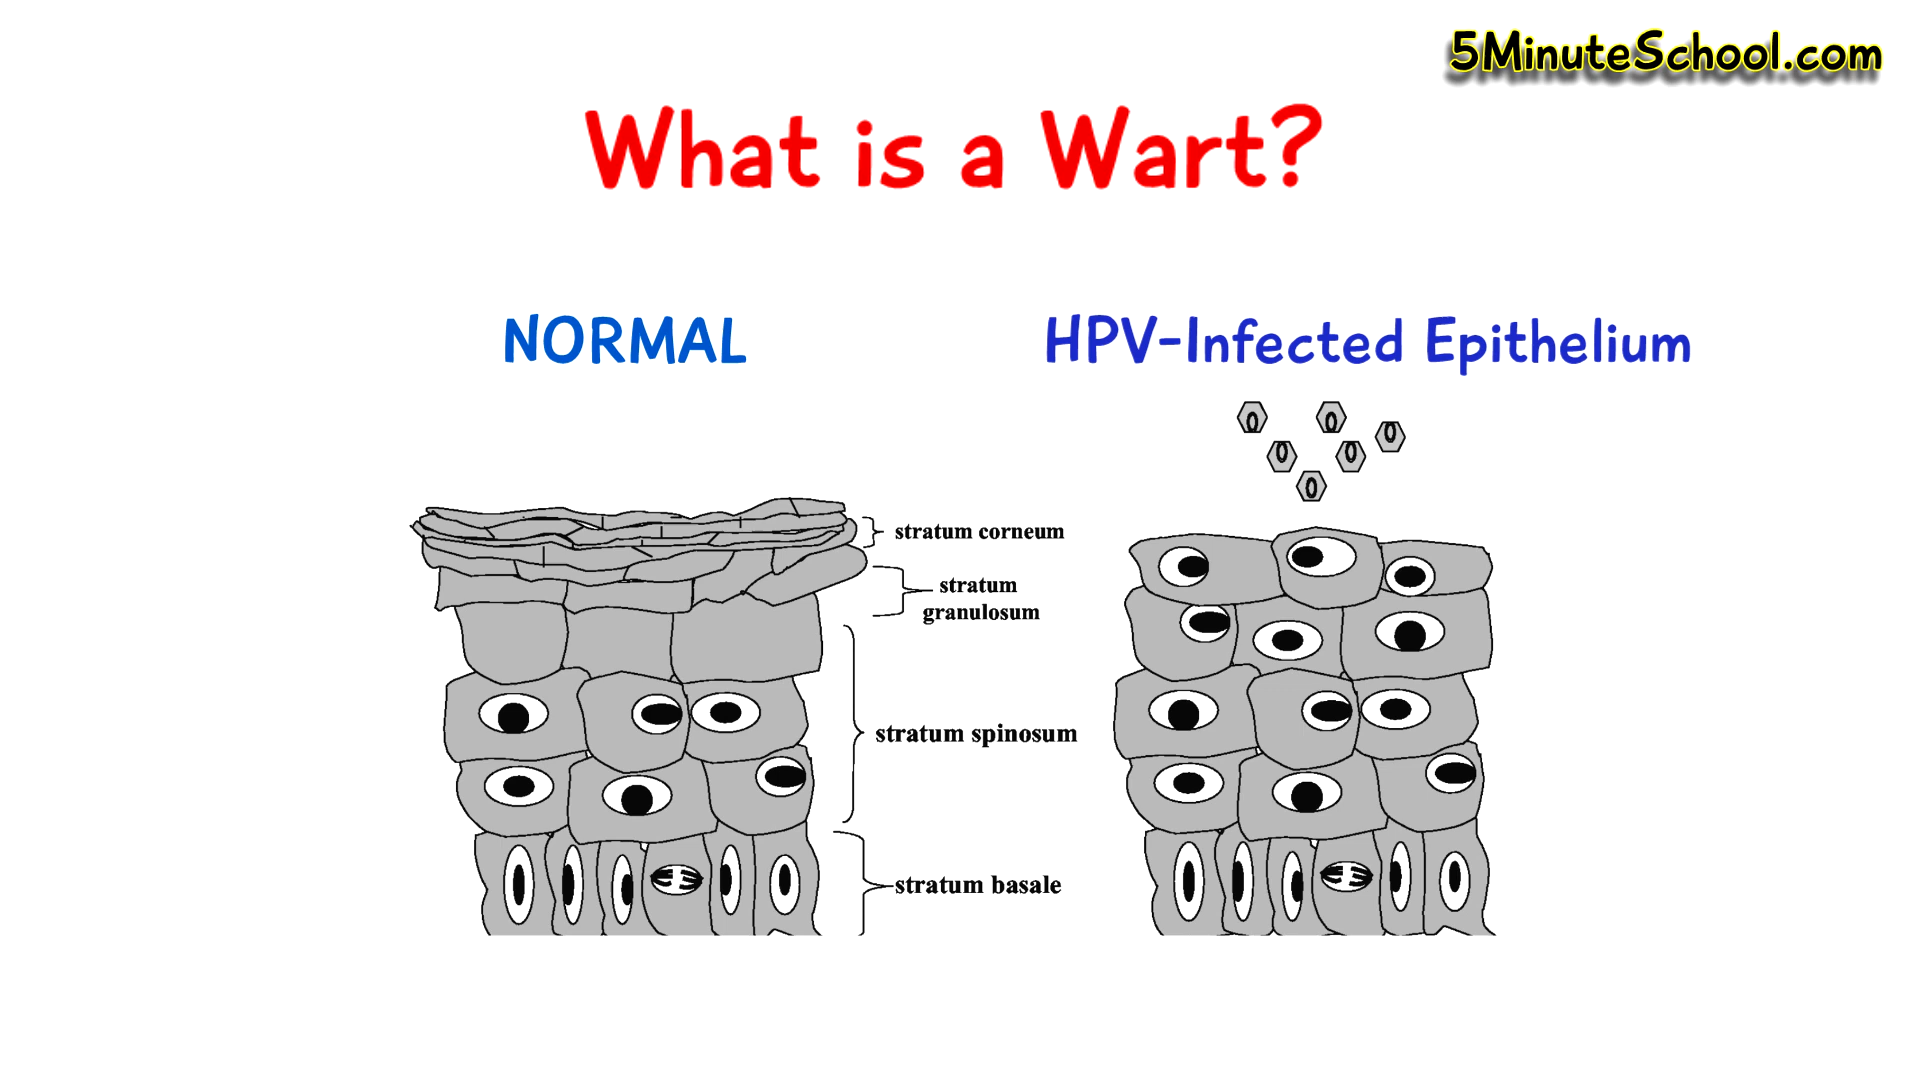 5MinuteSchool.com
What is a Wart?
NORMAL
HPV-Infected Epithelium
stratum corneum
stratum
granulosum
stratum spinosum
stratum basale